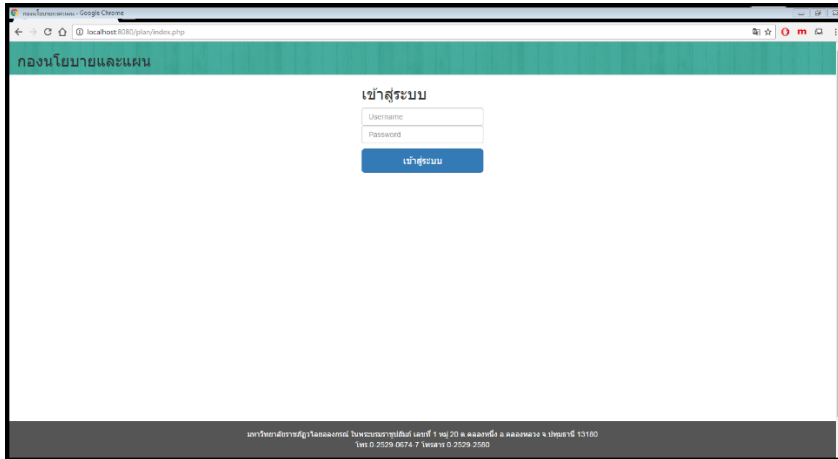 กองนโยบายและแผน - Google Chrome
localhost:8080/plan/index.php
กองนโยบายและแผน
เข้าสู่ระบบ
Username
Password
เข้าสู่ระบบ
มหาวิทยาลัยราชภัฏวไลยอลงกรณ์ ในพระบรมราชูปถัมภ์ เลขที่ 1 หมู่ 20 ต.คลองหนึ่ง อ.คลองหลวง จ.ปทุมธานี 13180
โทร.0-2529-0674-7 โทรสาร 0-2529-2580